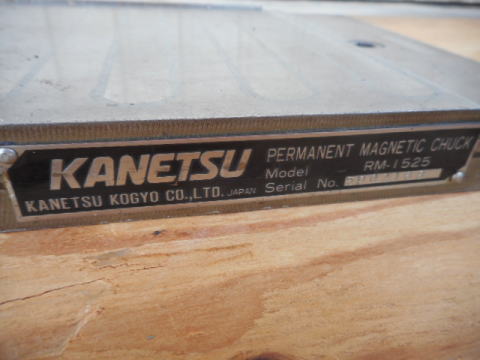 KANETSU
KANETSU KOGYO CO.,LTD. JAPAN
PERMANENT MAGNETIC CHUCK
Model RM-1525
Serial No.